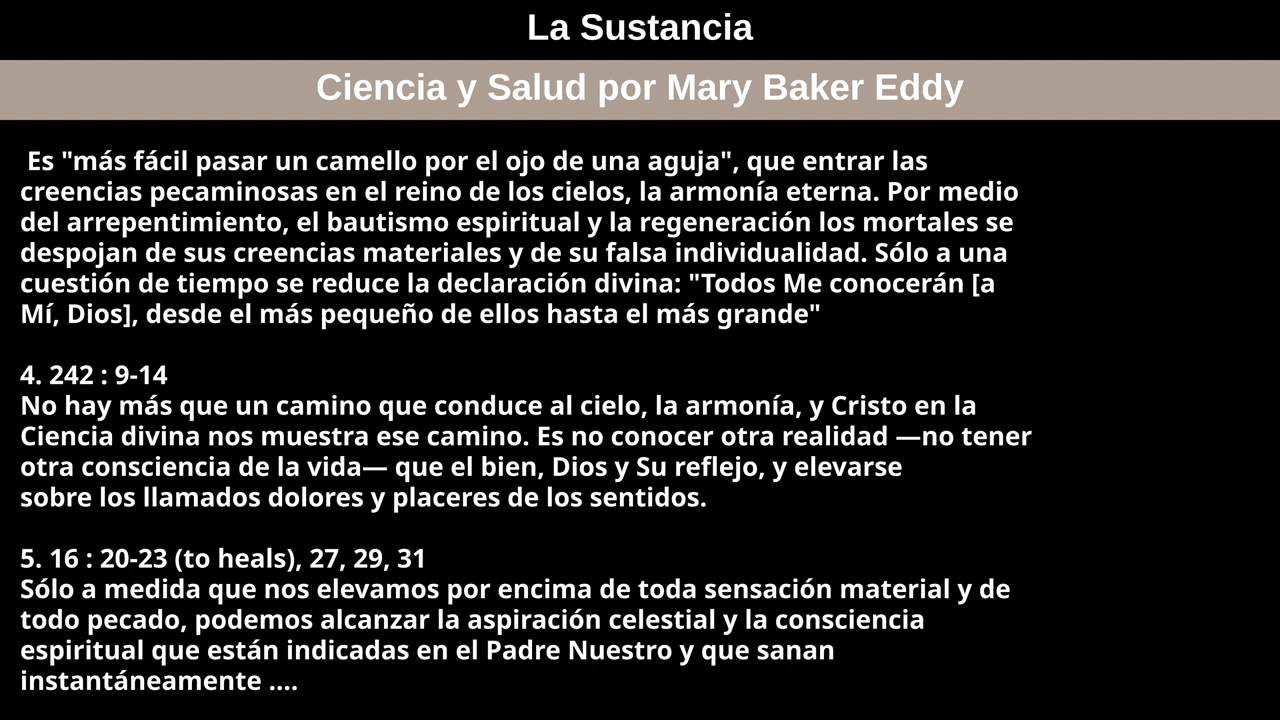 La Sustancia
Ciencia y Salud por Mary Baker Eddy
Es "más fácil pasar un camello por el ojo de una aguja", que entrar las
creencias pecaminosas en el reino de los cielos, la armonía eterna. Por medio
del arrepentimiento, el bautismo espiritual y la regeneración los mortales se
despojan de sus creencias materiales y de su falsa individualidad. Sólo a una
cuestión de tiempo se reduce la declaración divina: "Todos Me conocerán [a
Mí, Dios], desde el más pequeño de ellos hasta el más grande"
4. 242 : 9-14
No hay más que un camino que conduce al cielo, la armonía, y Cristo en la
Ciencia divina nos muestra ese camino. Es no conocer otra realidad —no tener
otra consciencia de la vida— que el bien, Dios y Su reflejo, y elevarse
sobre los llamados dolores y placeres de los sentidos.
5. 16 : 20-23 (to heals), 27, 29, 31
Sólo a medida que nos elevamos por encima de toda sensación material y de
todo pecado, podemos alcanzar la aspiración celestial y la consciencia
espiritual que están indicadas en el Padre Nuestro y que sanan
instantáneamente ....